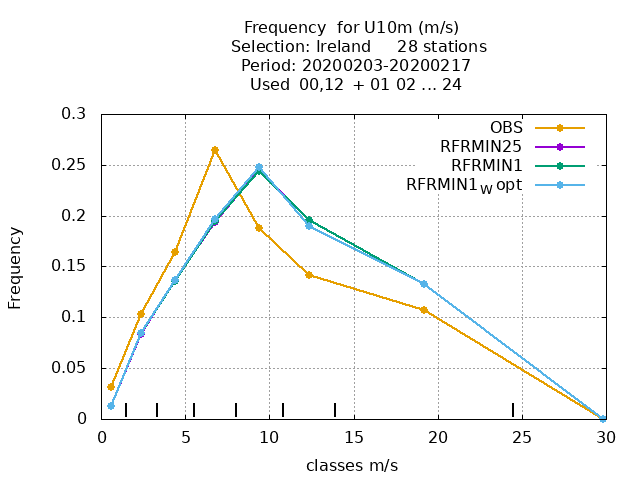 Frequency  for U10m (m/s)
Selection: Ireland     28 stations
Period: 20200203-20200217
Used  00,12  + 01 02 ... 24
OBS
RFRMIN25
RFRMIN1
RFRMIN1_W opt
Frequency
0.3
0.25
0.2
0.15
0.1
0.05
0
0 5 10 15 20 25 30
classes m/s